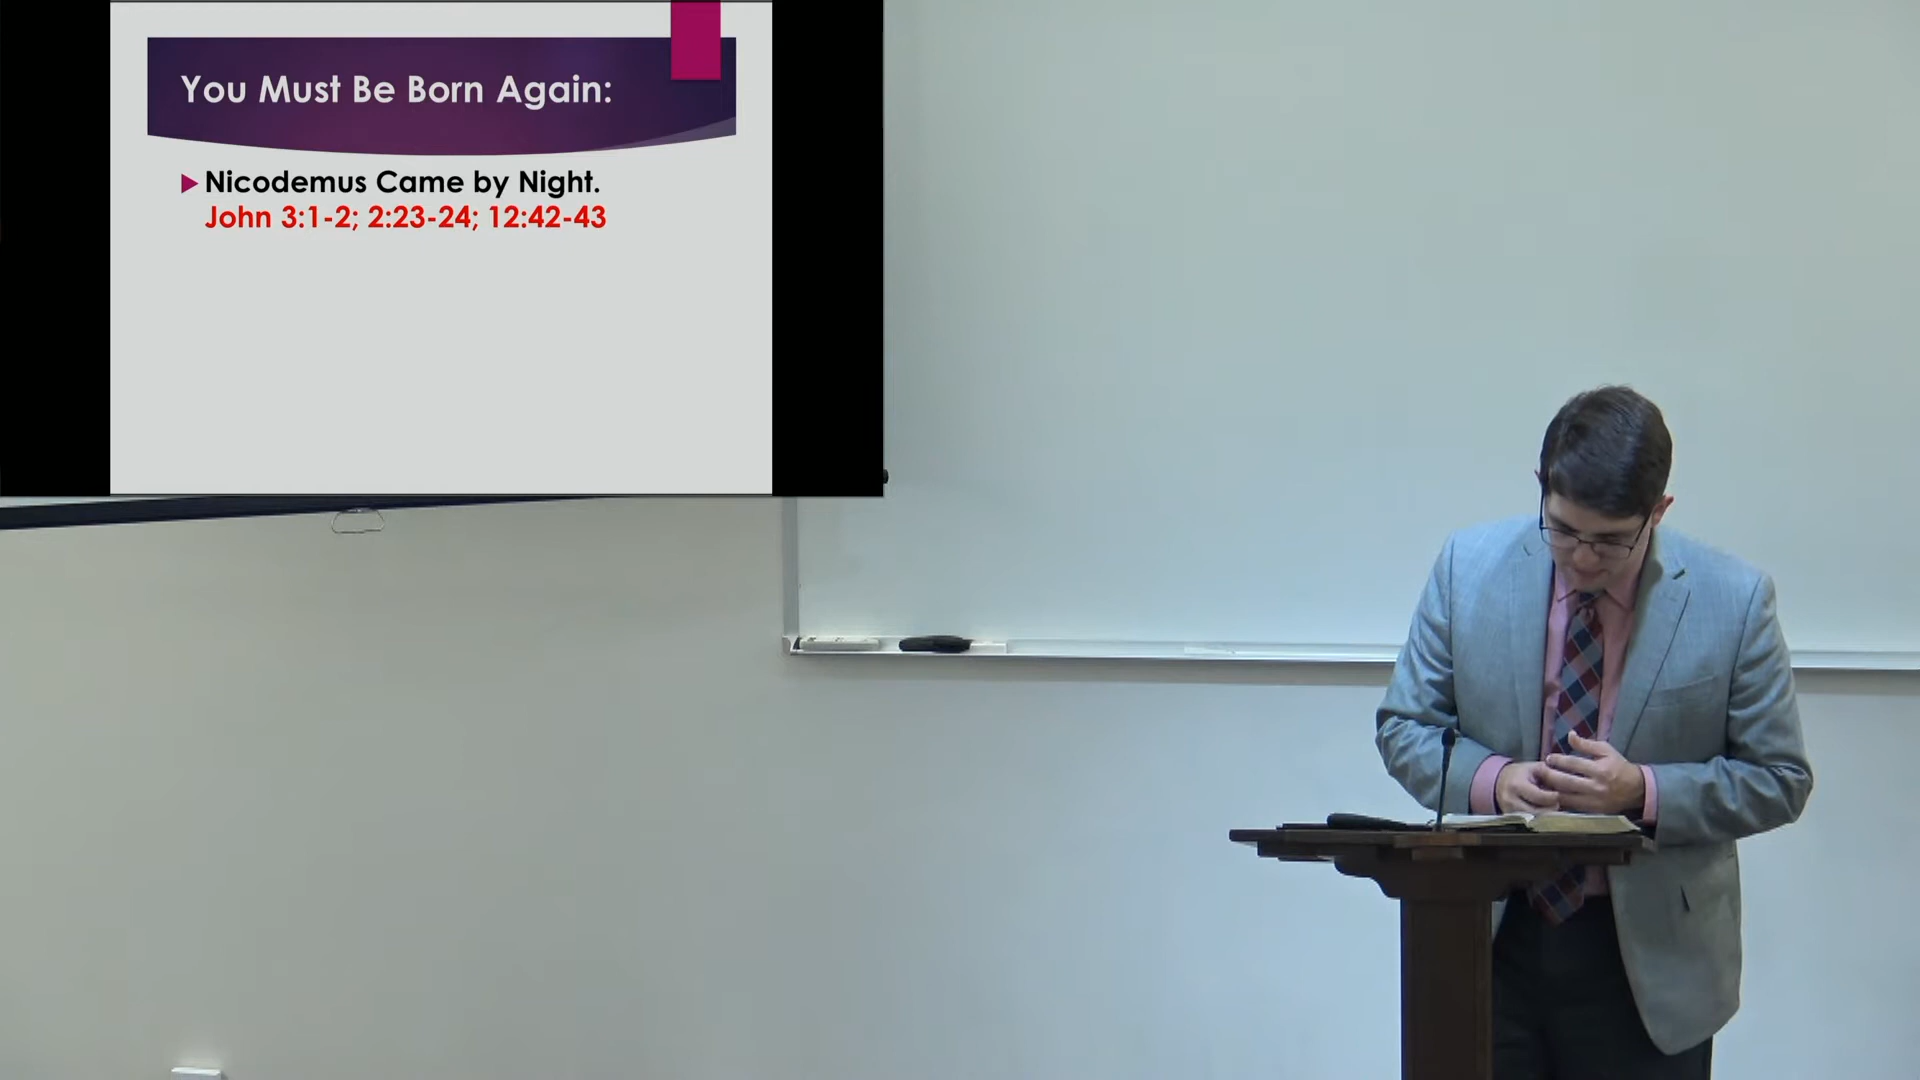 You Must Be Born Again:
Nicodemus Came by Night.
John 3:1-2; 2:23-24; 12:42-43